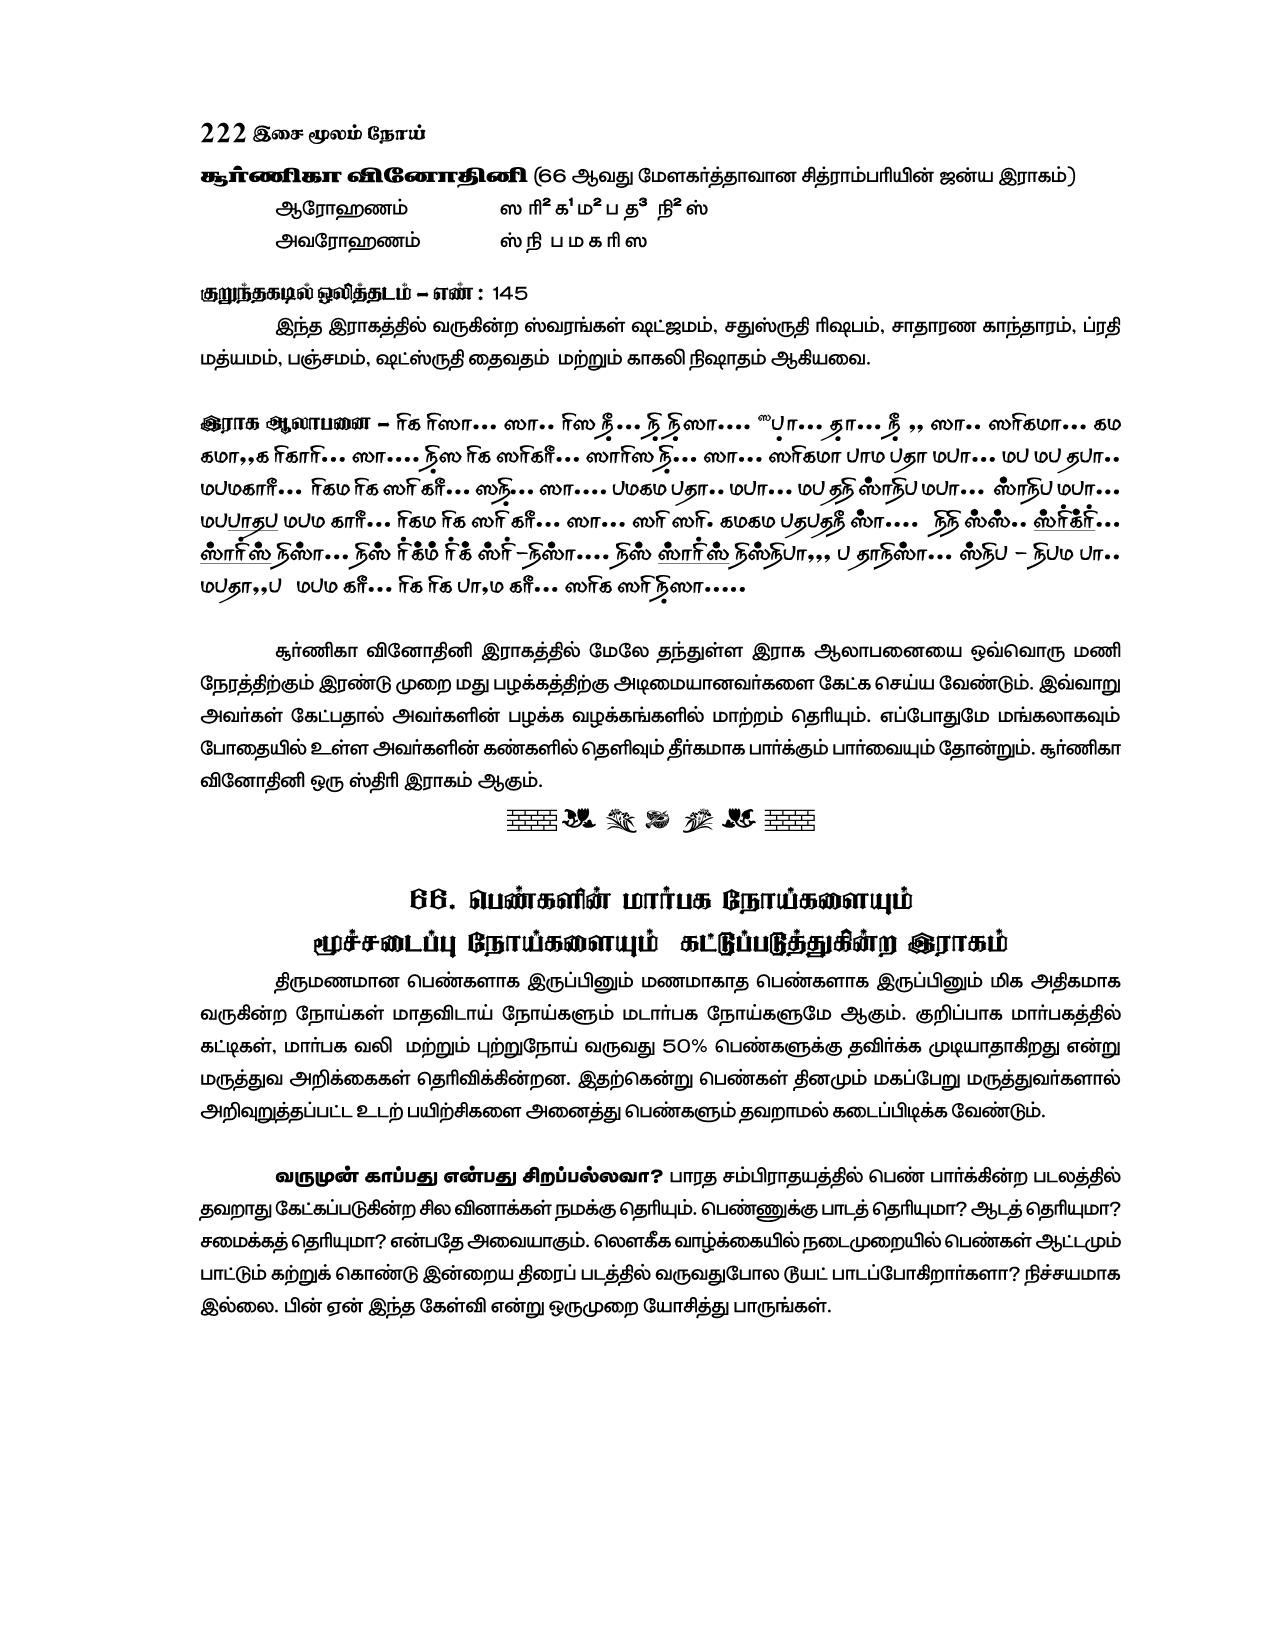 222 இசை மூலம் நோய்
சூர்ணிகா வினோதினி (66 ஆவது மேளகர்த்தாவான சித்ராம்பரியின் ஜன்ய இராகம்)
ஆரோஹணம் ஸ ரி² க¹ ம² ப த³ நி² ஸ்
அவரோஹணம் ஸ் நி ப ம க ரி ஸ
குறுந்தகடில் ஒலித்தடம் – எண் : 145
இந்த இராகத்தில் வருகின்ற ஸ்வரங்கள் ஷட்ஜமம், சதுஸ்ருதி ரிஷபம், சாதாரண காந்தாரம், ப்ரதி
மத்யமம், பஞ்சமம், ஷட்ஸ்ருதி தைவதம் மற்றும் காகலி நிஷாதம் ஆகியவை.
இராக ஆலாபனை – ரிக ரிஸா... ஸா.. ரிஸ நீ̣... நி̣ நி̣ஸா.... ஸபா̣... தா̣... நீ̣ ,, ஸா.. ஸரிகமா... கம
கமா,,க ரிகாரி... ஸா.... நி̣ஸ ரிக ஸரிகரீ... ஸாரிஸ நி̣... ஸா... ஸரிகமா பாம பதா மபா... மப மப தபா..
மபமகாரீ... ரிகம ரிக ஸரி கரீ... ஸநி̣... ஸா.... பமகம பதா.. மபா... மப தநி ஸ̇ாநிப மபா... ஸ̇ாநிப மபா...
மபபாதப மபம காரீ... ரிகம ரிக ஸரி கரீ... ஸா... ஸரி ஸரி. கமகம பதபதநீ ஸ̇ா.... நிநி ஸ̇ஸ̇.. ஸ̇ரி̇க̇ரி̇...
ஸ̇ாரி̇ஸ̇ நிஸ̇ா... நிஸ̇ ரி̇க̇ம̇ ரி̇க̇ ஸ̇ரி̇–நிஸ̇ா.... நிஸ̇ ஸ̇ாரி̇ஸ̇ நிஸ̇நிபா,,, ப தாநிஸ̇ா... ஸ̇நிப – நிபம பா..
மபதா,,ப மபம கரீ... ரிக ரிக பா,ம கரீ... ஸரிக ஸரி நி̣ஸா.....
சூர்ணிகா வினோதினி இராகத்தில் மேலே தந்துள்ள இராக ஆலாபனையை ஒவ்வொரு மணி
நேரத்திற்கும் இரண்டு முறை மது பழக்கத்திற்கு அடிமையானவர்களை கேட்க செய்ய வேண்டும். இவ்வாறு
அவர்கள் கேட்பதால் அவர்களின் பழக்க வழக்கங்களில் மாற்றம் தெரியும். எப்போதுமே மங்கலாகவும்
போதையில் உள்ள அவர்களின் கண்களில் தெளிவும் தீர்கமாக பார்க்கும் பார்வையும் தோன்றும். சூர்ணிகா
வினோதினி ஒரு ஸ்திரி இராகம் ஆகும்.
66. பெண்களின் மார்பக நோய்களையும்
மூச்சடைப்பு நோய்களையும் கட்டுப்படுத்துகின்ற இராகம்
திருமணமான பெண்களாக இருப்பினும் மணமாகாத பெண்களாக இருப்பினும் மிக அதிகமாக
வருகின்ற நோய்கள் மாதவிடாய் நோய்களும் மடார்பக நோய்களுமே ஆகும். குறிப்பாக மார்பகத்தில்
கட்டிகள், மார்பக வலி மற்றும் புற்றுநோய் வருவது 50% பெண்களுக்கு தவிர்க்க முடியாதாகிறது என்று
மருத்துவ அறிக்கைகள் தெரிவிக்கின்றன. இதற்கென்று பெண்கள் தினமும் மகப்பேறு மருத்துவர்களால்
அறிவுறுத்தப்பட்ட உடற் பயிற்சிகளை அனைத்து பெண்களும் தவறாமல் கடைப்பிடிக்க வேண்டும்.
வருமுன் காப்பது என்பது சிறப்பல்லவா? பாரத சம்பிராதயத்தில் பெண் பார்க்கின்ற படலத்தில்
தவறாது கேட்கப்படுகின்ற சில வினாக்கள் நமக்கு தெரியும். பெண்ணுக்கு பாடத் தெரியுமா? ஆடத் தெரியுமா?
சமைக்கத் தெரியுமா? என்பதே அவையாகும். லௌகீக வாழ்க்கையில் நடைமுறையில் பெண்கள் ஆட்டமும்
பாட்டும் கற்றுக் கொண்டு இன்றைய திரைப் படத்தில் வருவதுபோல டூயட் பாடப்போகிறார்களா? நிச்சயமாக
இல்லை. பின் ஏன் இந்த கேள்வி என்று ஒருமுறை யோசித்து பாருங்கள்.